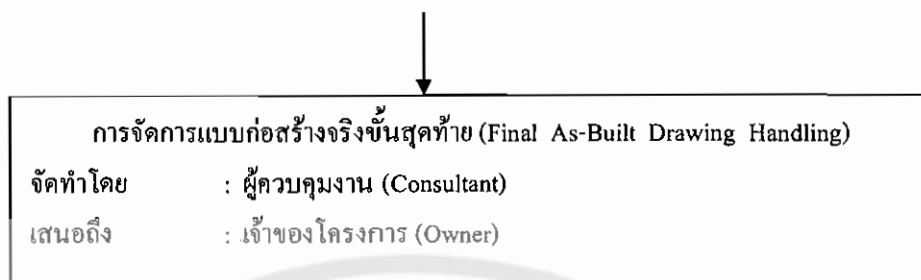 การจัดการแบบก่อสร้างจริงขั้นสุดท้าย (Final As-Built Drawing Handling)
จัดทำโดย : ผู้ควบคุมงาน (Consultant)
เสนอถึง : เจ้าของโครงการ (Owner)